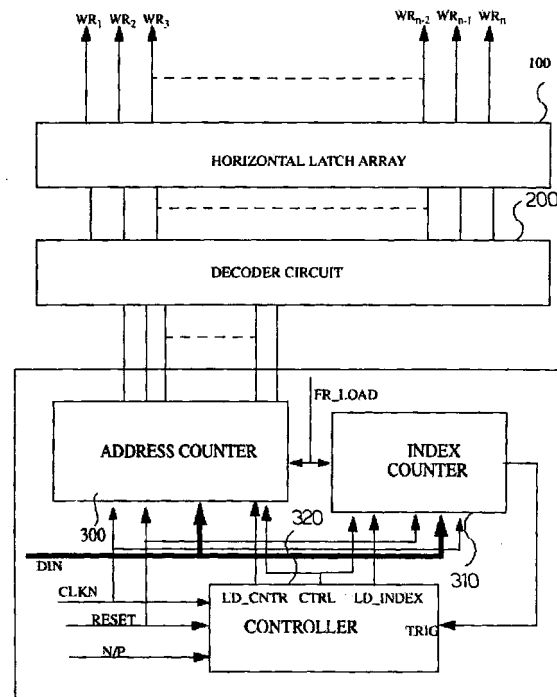 WR1 WR2 WR3 WRn-2 WRn-1 WRn
100
HORIZONTAL LATCH ARRAY
200
DECODER CIRCUIT
FR_LOAD
ADDRESS COUNTER
INDEX
COUNTER
300
320
310
DIN
CLKN
LD_CNTR CTRL LD_INDEX
RESET
CONTROLLER
TRIG
N/P